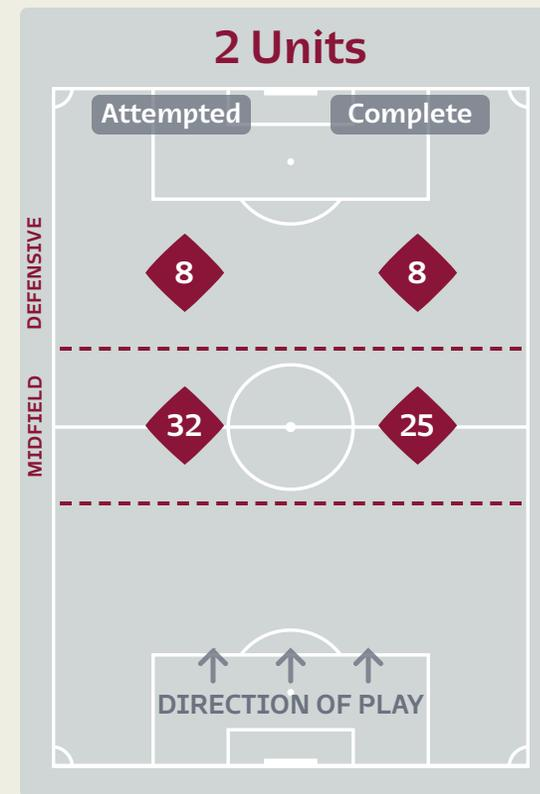 2 Units
Attempted Complete
DEFENSIVE
8 8
MIDFIELD
32 25
DIRECTION OF PLAY